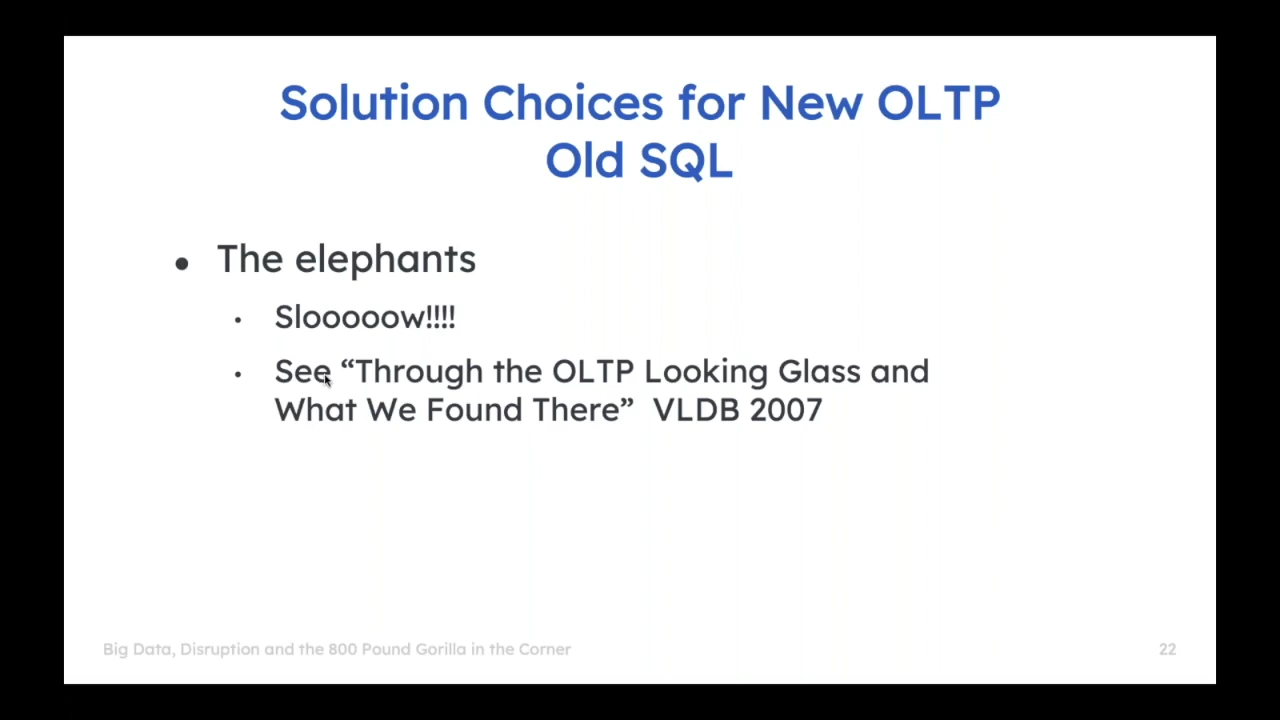 Solution Choices for New OLTP
Old SQL
● The elephants
• Slooooow!!!!
• See “Through the OLTP Looking Glass and
What We Found There”  VLDB 2007
Big Data, Disruption and the 800 Pound Gorilla in the Corner
22